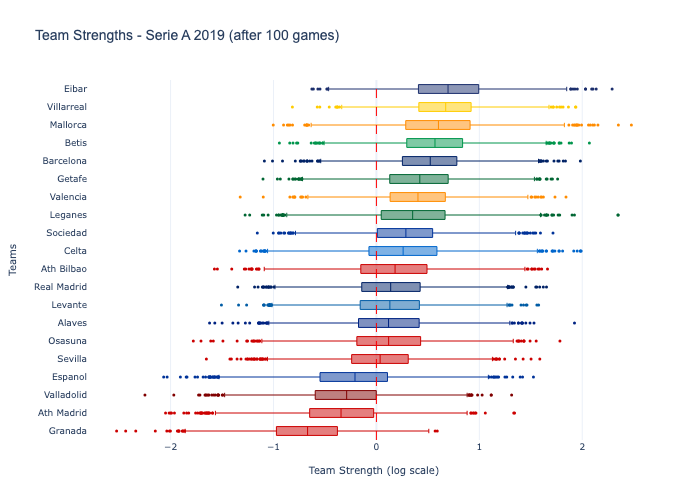 Team Strengths - Serie A 2019 (after 100 games)
Eibar
Villarreal
Mallorca
Betis
Barcelona
Getafe
Valencia
Leganes
Sociedad
Celta
Ath Bilbao
Real Madrid
Levante
Alaves
Osasuna
Sevilla
Espanol
Valladolid
Ath Madrid
Granada
Teams
−2 −1 0 1 2
Team Strength (log scale)